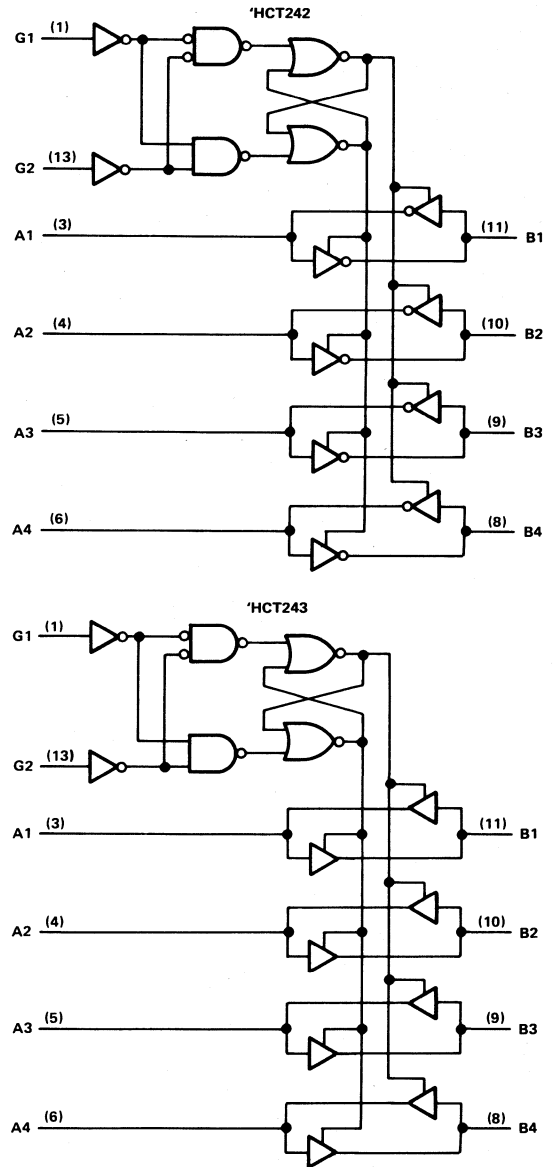 'HCT242
G1 (1)
G2 (13)
A1 (3) (11) B1
A2 (4) (10) B2
A3 (5) (9) B3
A4 (6) (8) B4
'HCT243
G1 (1)
G2 (13)
A1 (3) (11) B1
A2 (4) (10) B2
A3 (5) (9) B3
A4 (6) (8) B4